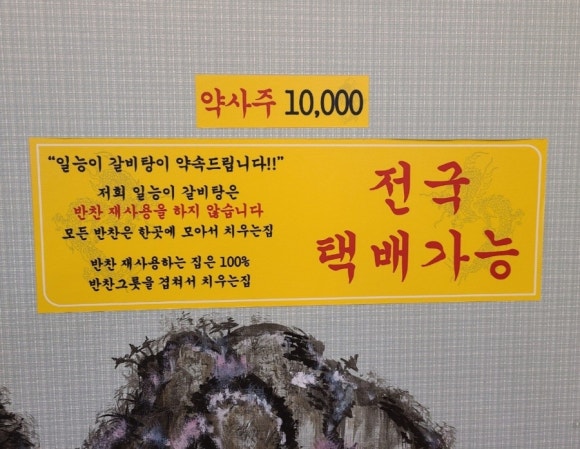 약사주 10,000
“일능이 갈비탕이 약속드립니다!!”
저희 일능이 갈비탕은
반찬 재사용을 하지 않습니다
모든 반찬은 한곳에 모아서 치우는집
반찬 재사용하는 집은 100%
반찬그릇을 겹쳐서 치우는집
전국
택배가능